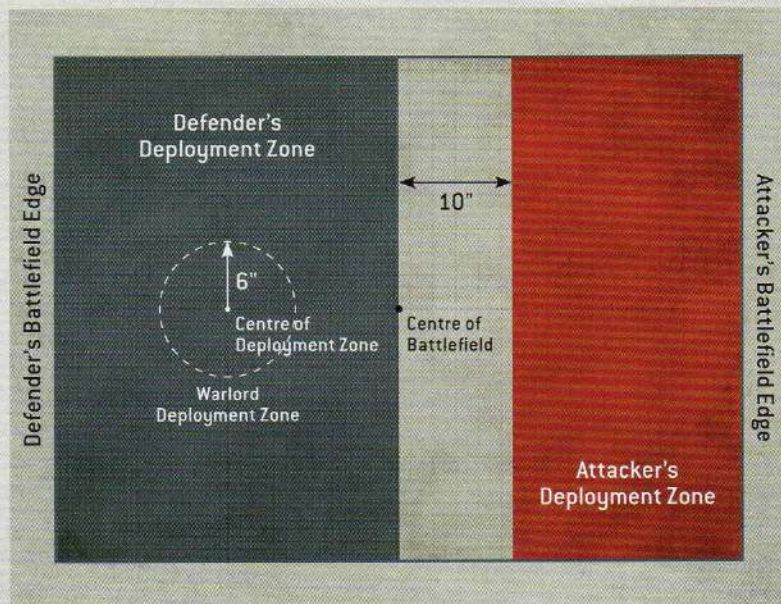 Defender's
Deployment Zone
10"
6"
Centre of
Deployment Zone
Centre of
Battlefield
Warlord
Deployment Zone
Attacker's
Deployment Zone
Defender's Battlefield Edge
Attacker's Battlefield Edge